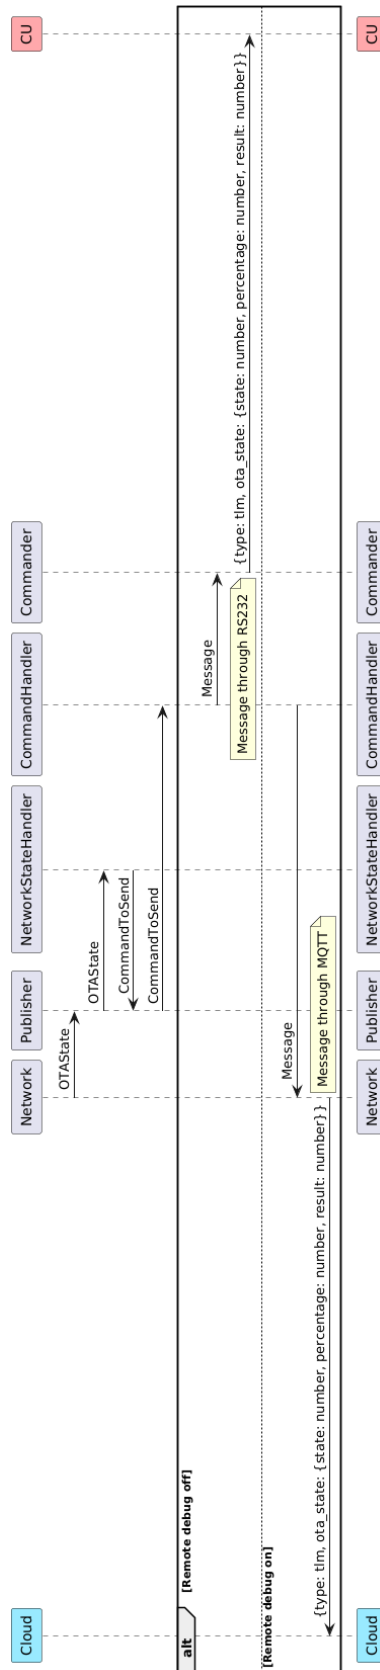 Cloud
Network
Publisher
NetworkStateHandler
CommandHandler
Commander
CU
OTAState
OTAState
CommandToSend
CommandToSend
alt
[Remote debug off]
Message
Message through RS232
{type: tlm, ota_state: {state: number, percentage: number, result: number}}
[Remote debug on]
Message
Message through MQTT
{type: tlm, ota_state: {state: number, percentage: number, result: number}}
Cloud
Network
Publisher
NetworkStateHandler
CommandHandler
Commander
CU